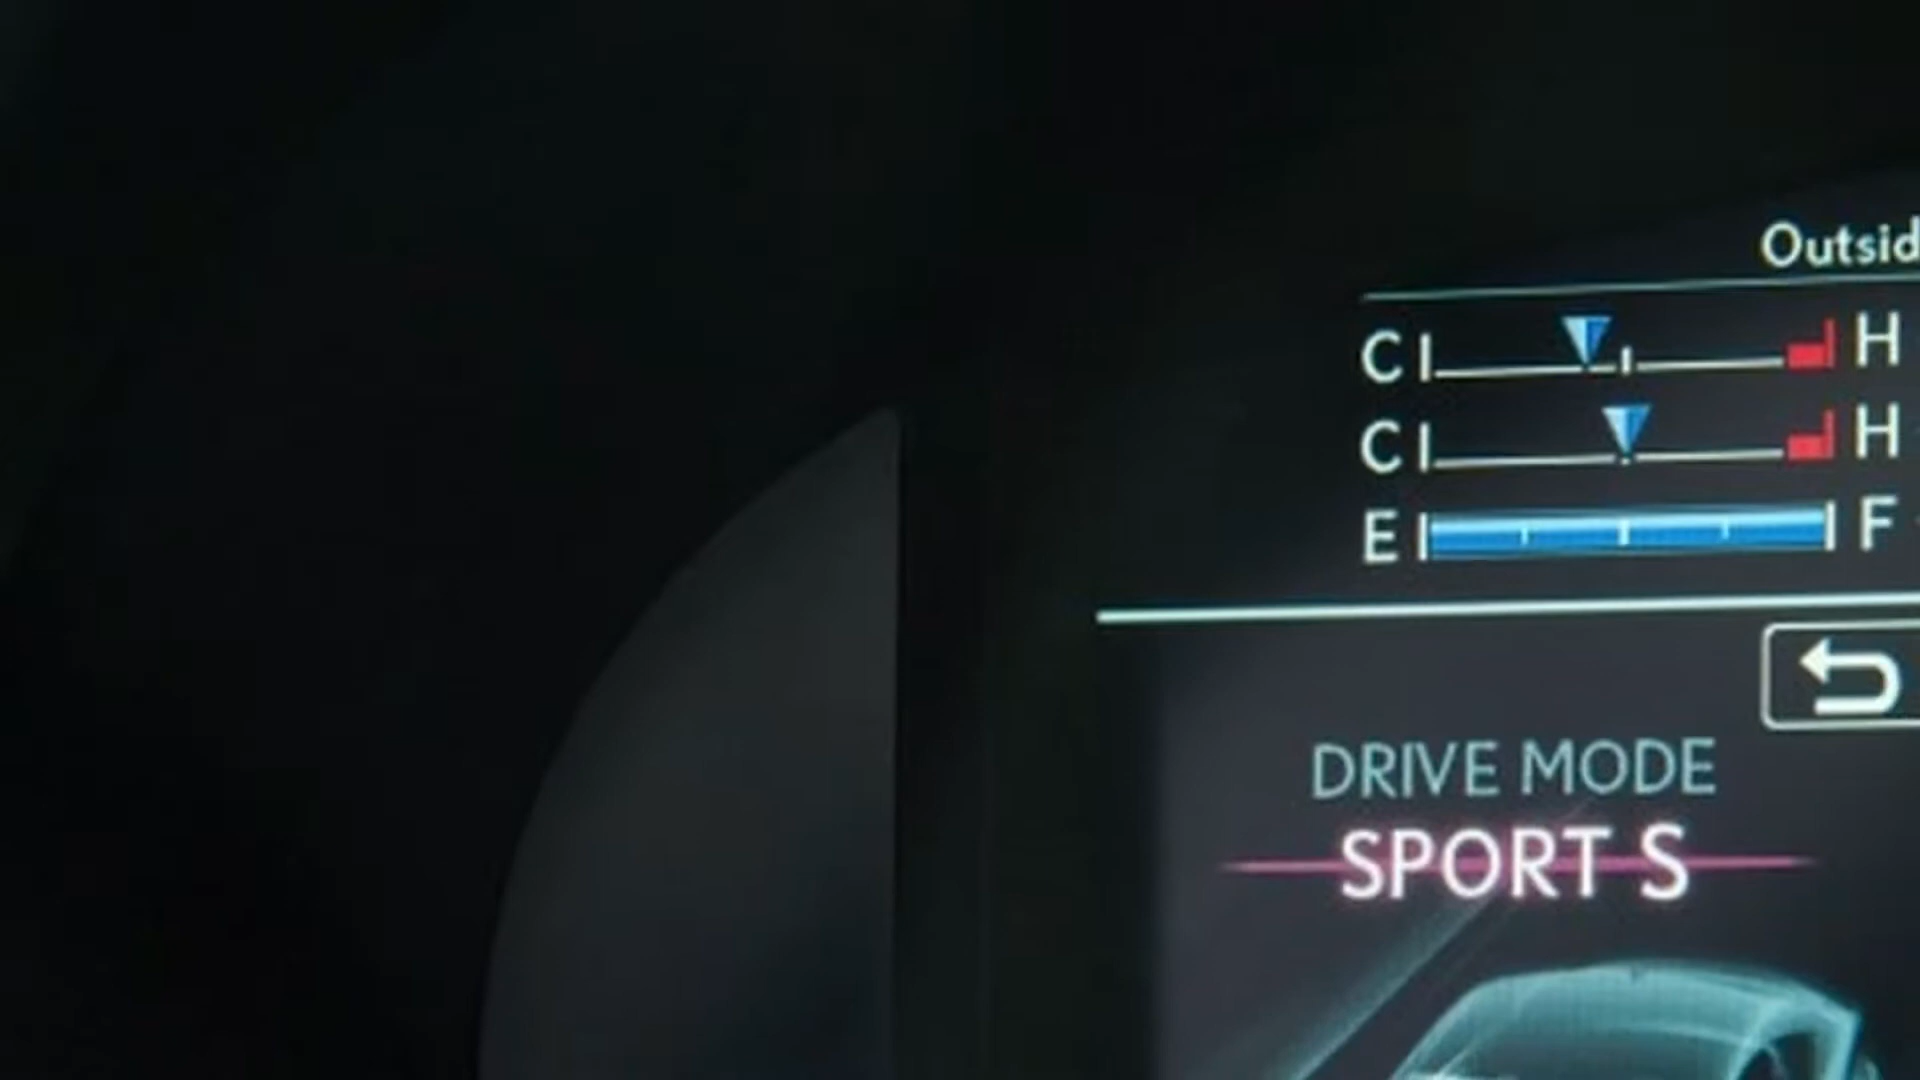 Outsid
C H
C H
E F
DRIVE MODE
SPORT S